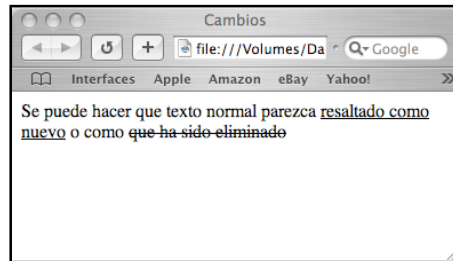 Cambios
file:///Volumes/Da
Google
Interfaces Apple Amazon eBay Yahoo!
Se puede hacer que texto normal parezca resaltado como
nuevo o como que ha sido eliminado